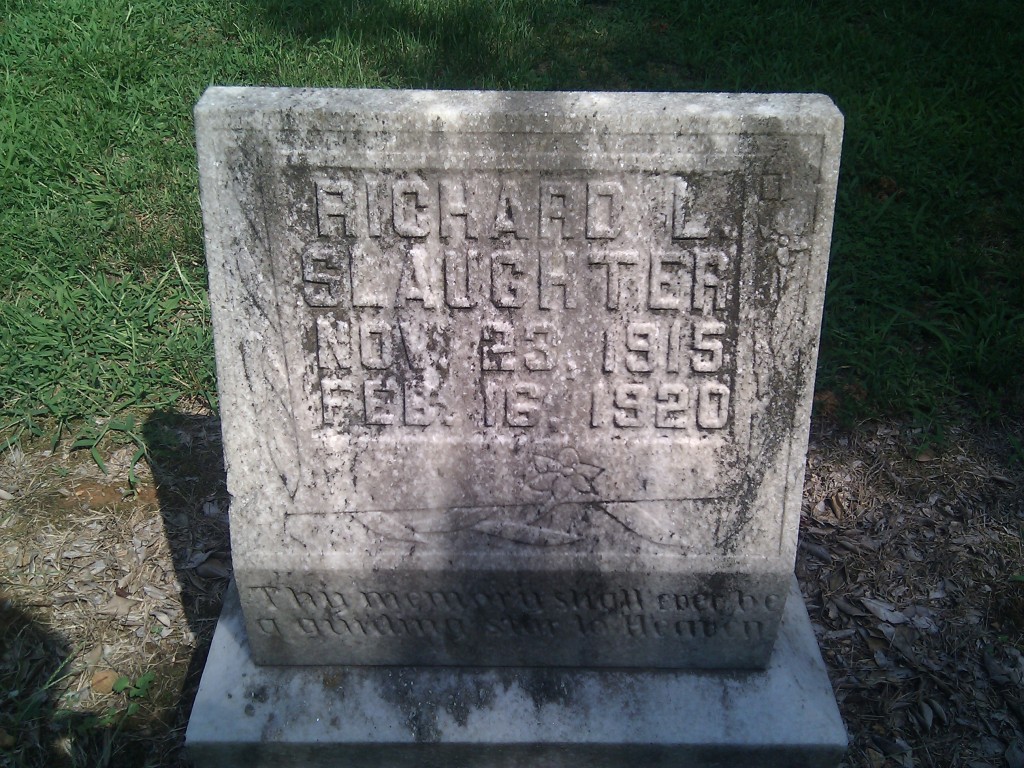 RICHARD L.
SLAUGHTER
NOV. 23, 1915
FEB. 16, 1920
Thy memory shall ever be
a guiding star to Heaven